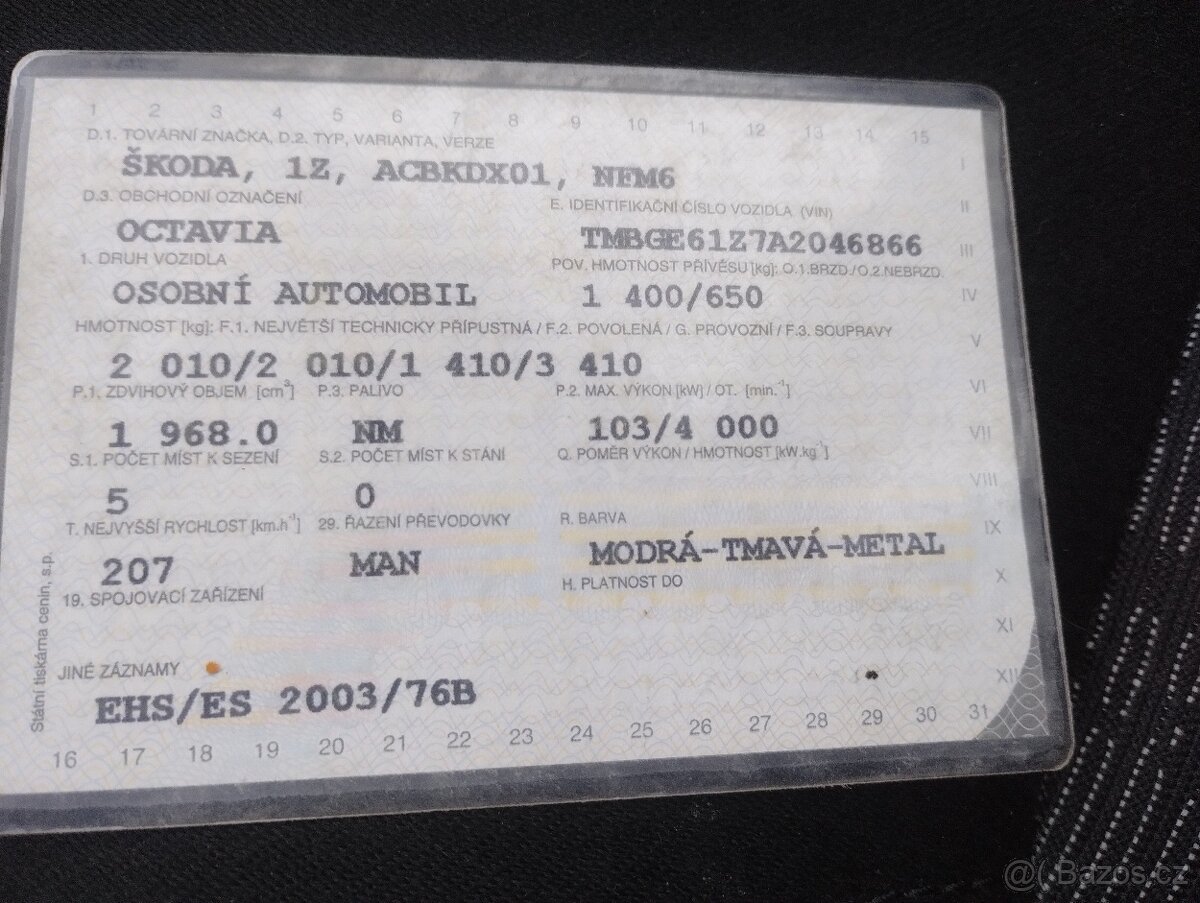 1 2 3 4 5 6 7 8 9 10 11 12 13 14 15
D.1. TOVÁRNÍ ZNAČKA, D.2. TYP, VARIANTA, VERZE
ŠKODA, 1Z, ACBKDX01, NFM6
I
D.3. OBCHODNÍ OZNAČENÍ E. IDENTIFIKAČNÍ ČÍSLO VOZIDLA (VIN)
II
OCTAVIA TMBGE61Z7A2046866
III
1. DRUH VOZIDLA POV. HMOTNOST PŘÍVĚSU [kg]: O.1.BRZD./O.2.NEBRZD.
OSOBNÍ AUTOMOBIL 1 400/650
IV
HMOTNOST [kg]: F.1. NEJVĚTŠÍ TECHNICKY PŘÍPUSTNÁ / F.2. POVOLENÁ / G. PROVOZNÍ / F.3. SOUPRAVY
V
2 010/2 010/1 410/3 410
P.1. ZDVIHOVÝ OBJEM [cm³] P.3. PALIVO P.2. MAX. VÝKON [kW] / OT. [min.⁻¹]
VI
1 968.0 NM 103/4 000
VII
S.1. POČET MÍST K SEZENÍ S.2. POČET MÍST K STÁNÍ Q. POMĚR VÝKON / HMOTNOST [kW.kg⁻¹]
VIII
5 0
T. NEJVYŠŠÍ RYCHLOST [km.h⁻¹] 29. ŘAZENÍ PŘEVODOVKY R. BARVA
IX
207 MAN MODRÁ-TMAVÁ-METAL
X
19. SPOJOVACÍ ZAŘÍZENÍ H. PLATNOST DO
XI
JINÉ ZÁZNAMY
XII
EHS/ES 2003/76B
16 17 18 19 20 21 22 23 24 25 26 27 28 29 30 31
Státní tiskárna cenin, s.p.
@( Bazos.cz